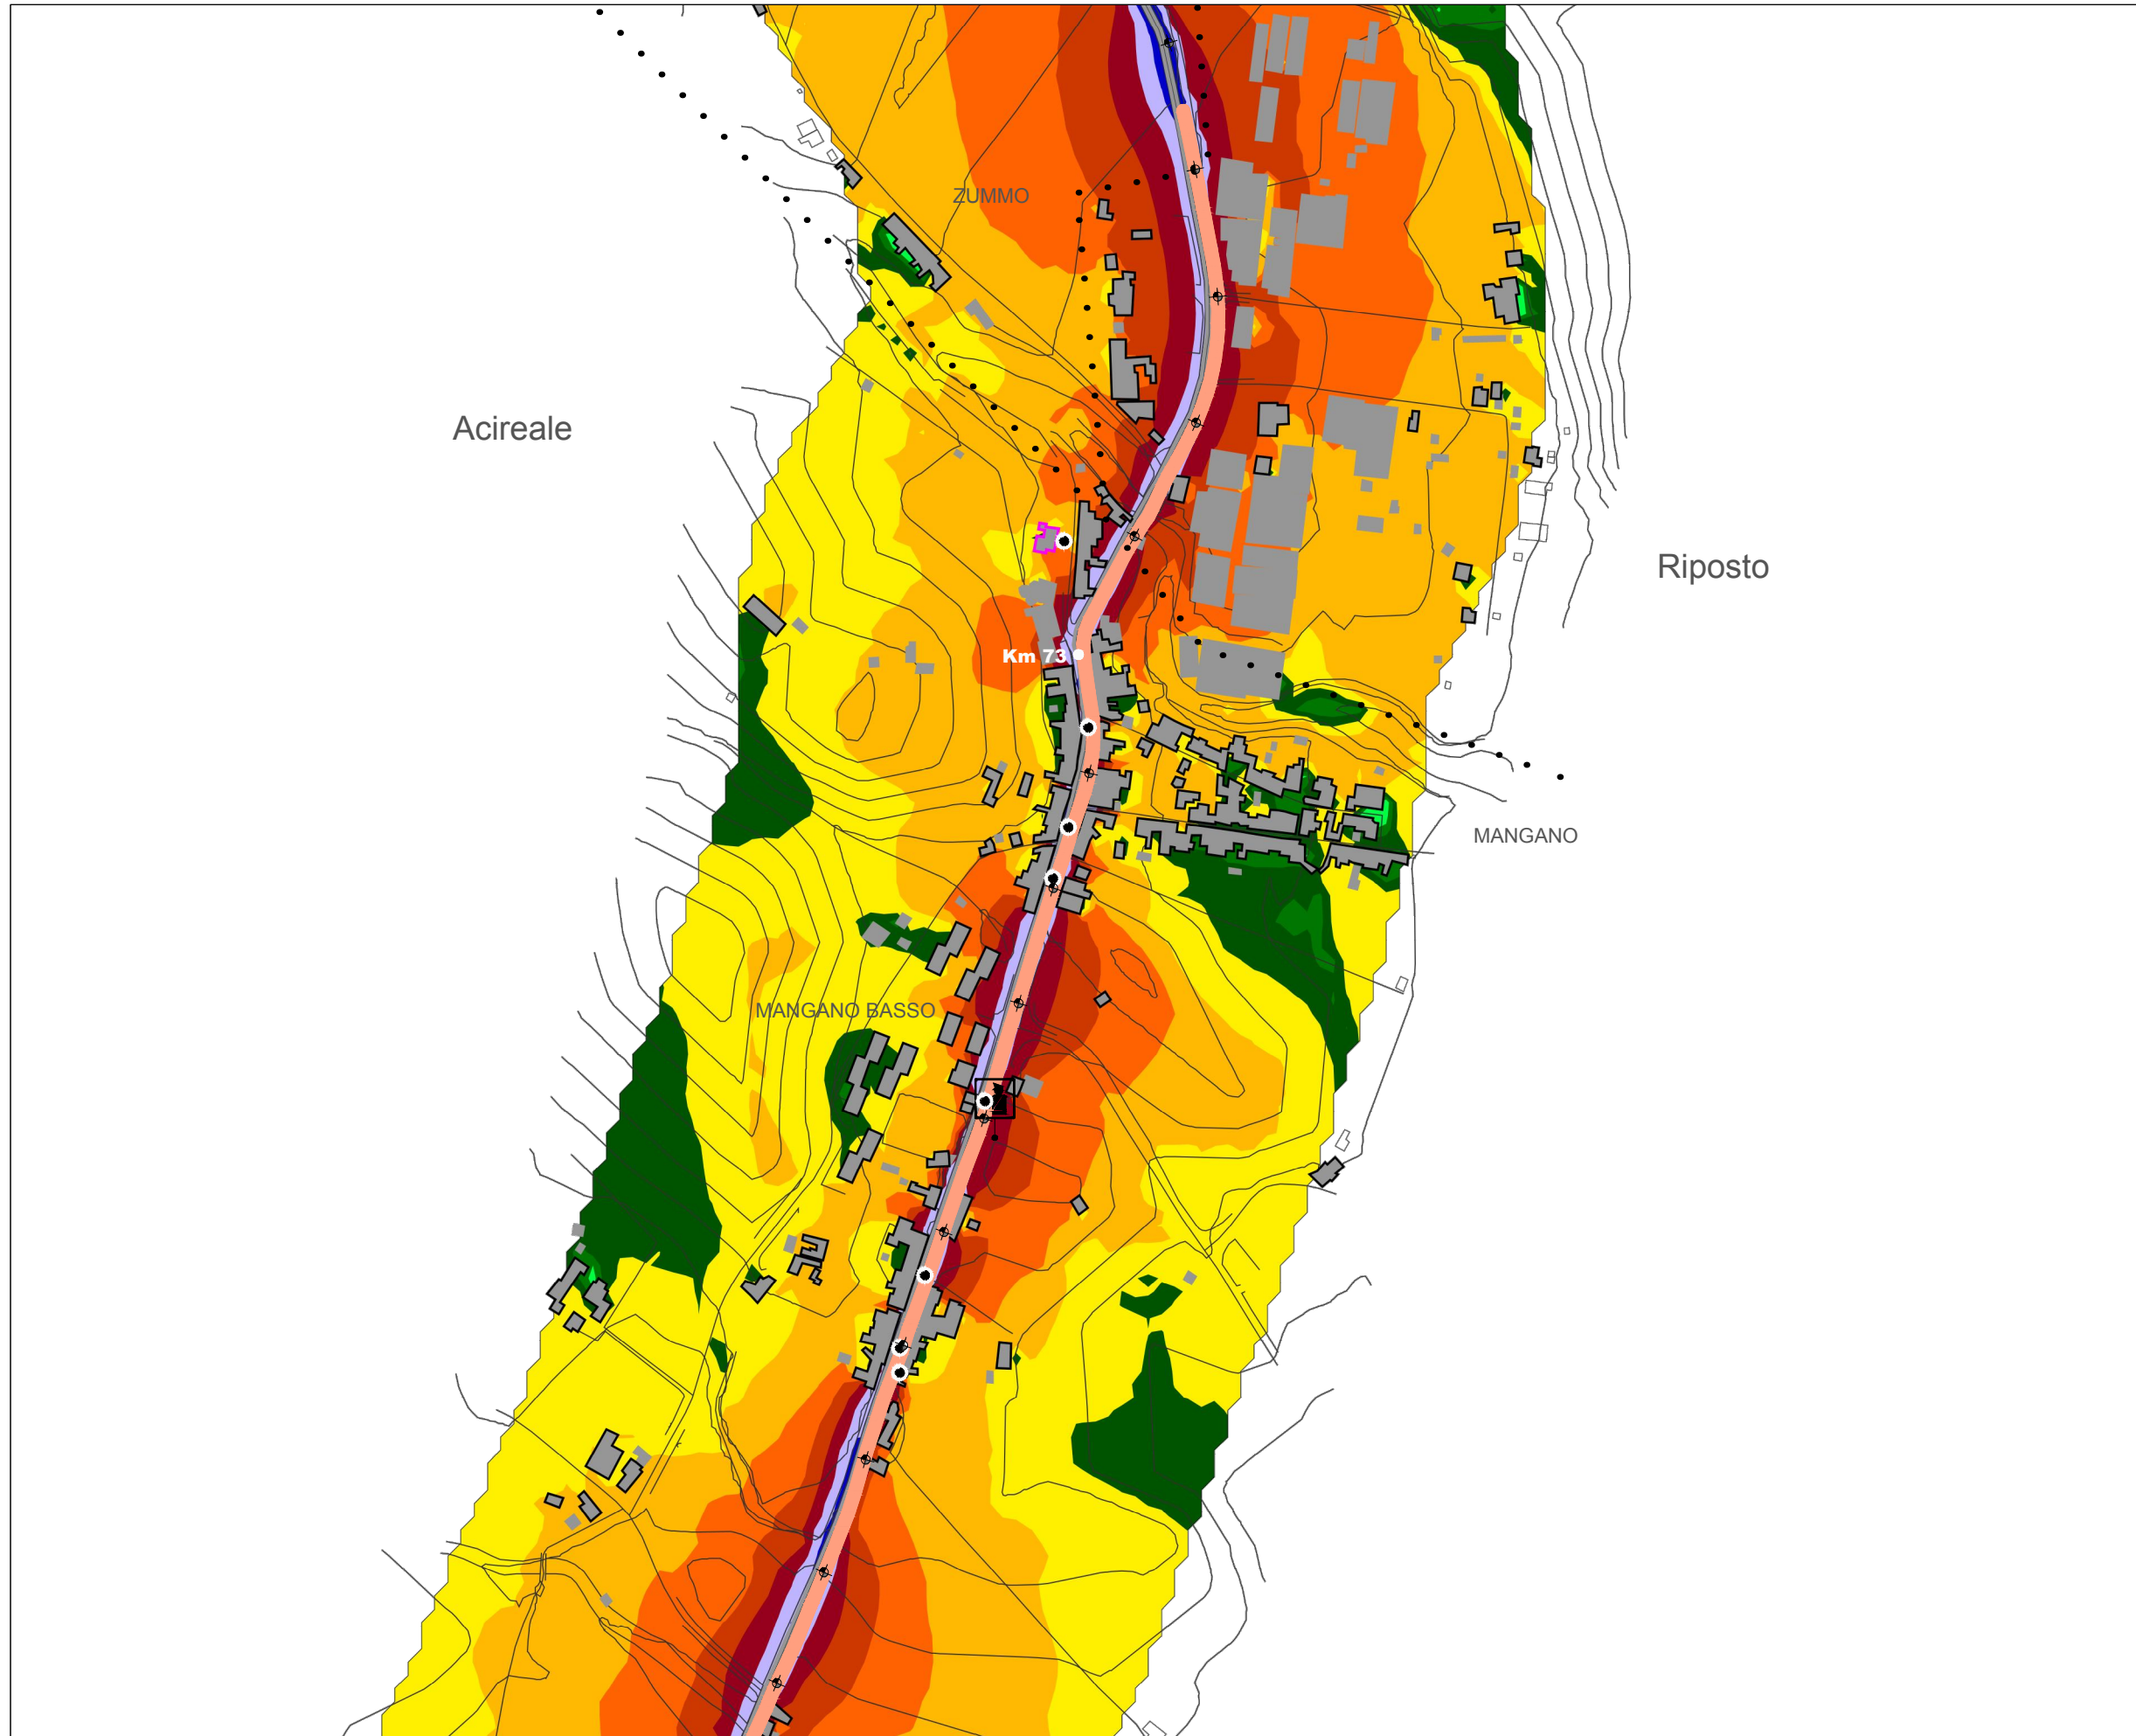 ZUMMO
Acireale
Riposto
Km 73
MANGANO
MANGANO BASSO